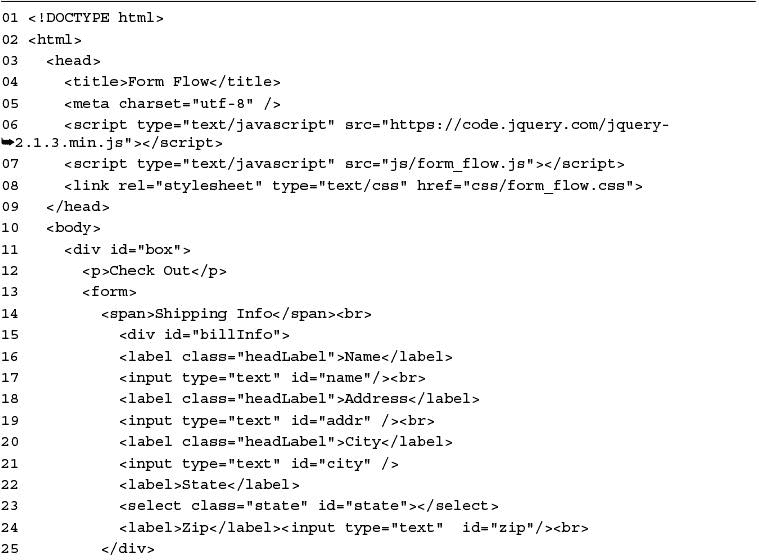 01 <!DOCTYPE html>
02 <html>
03   <head>
04     <title>Form Flow</title>
05     <meta charset="utf-8" />
06     <script type="text/javascript" src="https://code.jquery.com/jquery-
➥2.1.3.min.js"></script>
07     <script type="text/javascript" src="js/form_flow.js"></script>
08     <link rel="stylesheet" type="text/css" href="css/form_flow.css">
09   </head>
10   <body>
11     <div id="box">
12       <p>Check Out</p>
13       <form>
14         <span>Shipping Info</span><br>
15           <div id="billInfo">
16           <label class="headLabel">Name</label>
17           <input type="text" id="name"/><br>
18           <label class="headLabel">Address</label>
19           <input type="text" id="addr" /><br>
20           <label class="headLabel">City</label>
21           <input type="text" id="city" />
22           <label>State</label>
23           <select class="state" id="state"></select>
24           <label>Zip</label><input type="text"  id="zip"/><br>
25         </div>